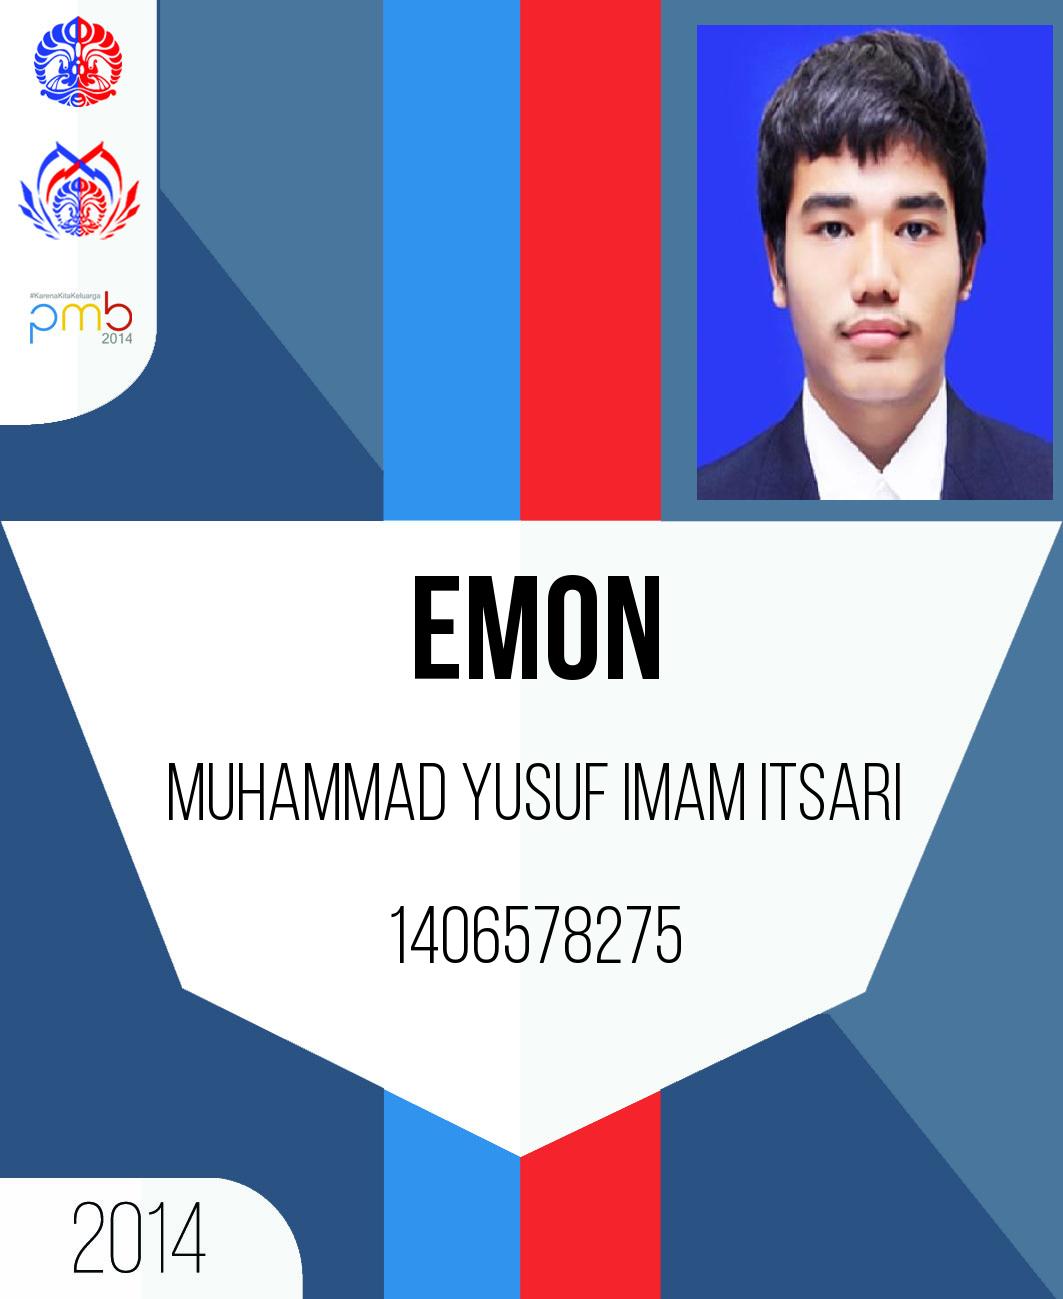 #KarenaKitaKeluarga
pmb
2014
EMON
MUHAMMAD YUSUF IMAM ITSARI
1406578275
2014